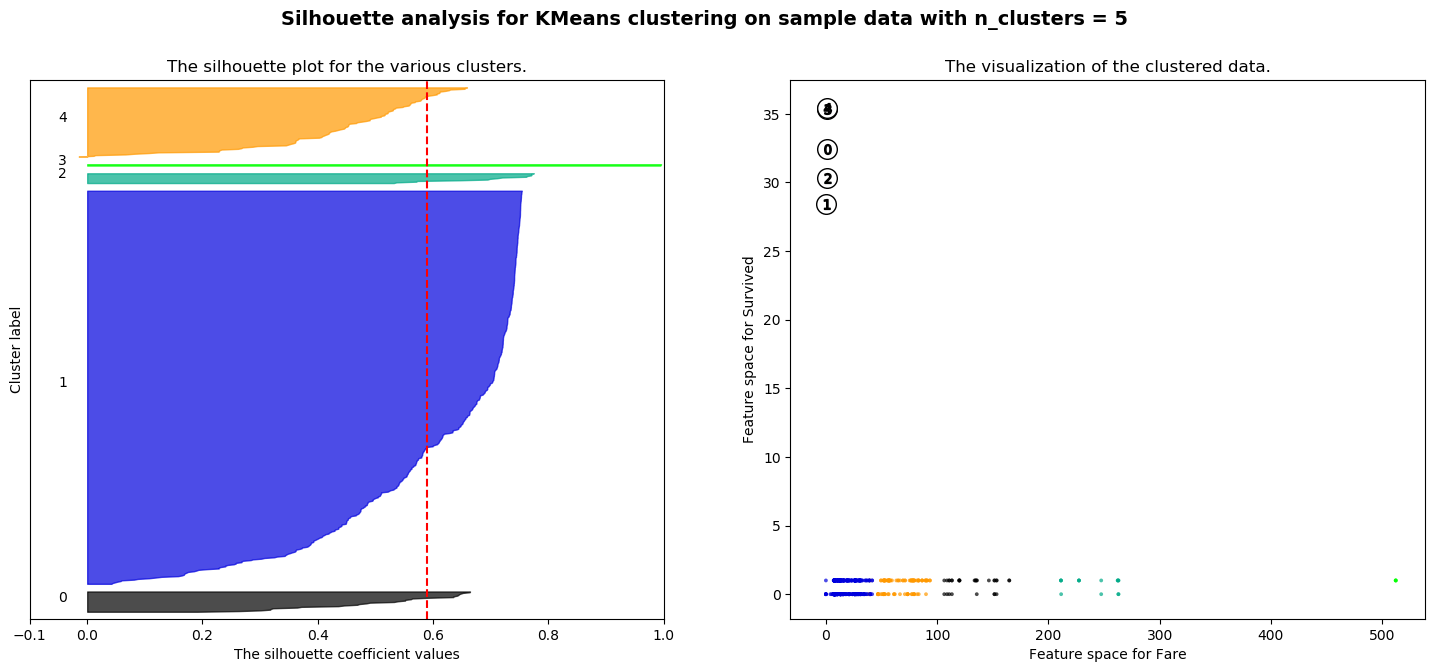 Silhouette analysis for KMeans clustering on sample data with n_clusters = 5
The silhouette plot for the various clusters.
4
3
2
1
0
Cluster label
−0.1 0.0 0.2 0.4 0.6 0.8 1.0
The silhouette coefficient values
The visualization of the clustered data.
35
30
25
20
15
10
5
0
0
2
1
Feature space for Survived
0 100 200 300 400 500
Feature space for Fare